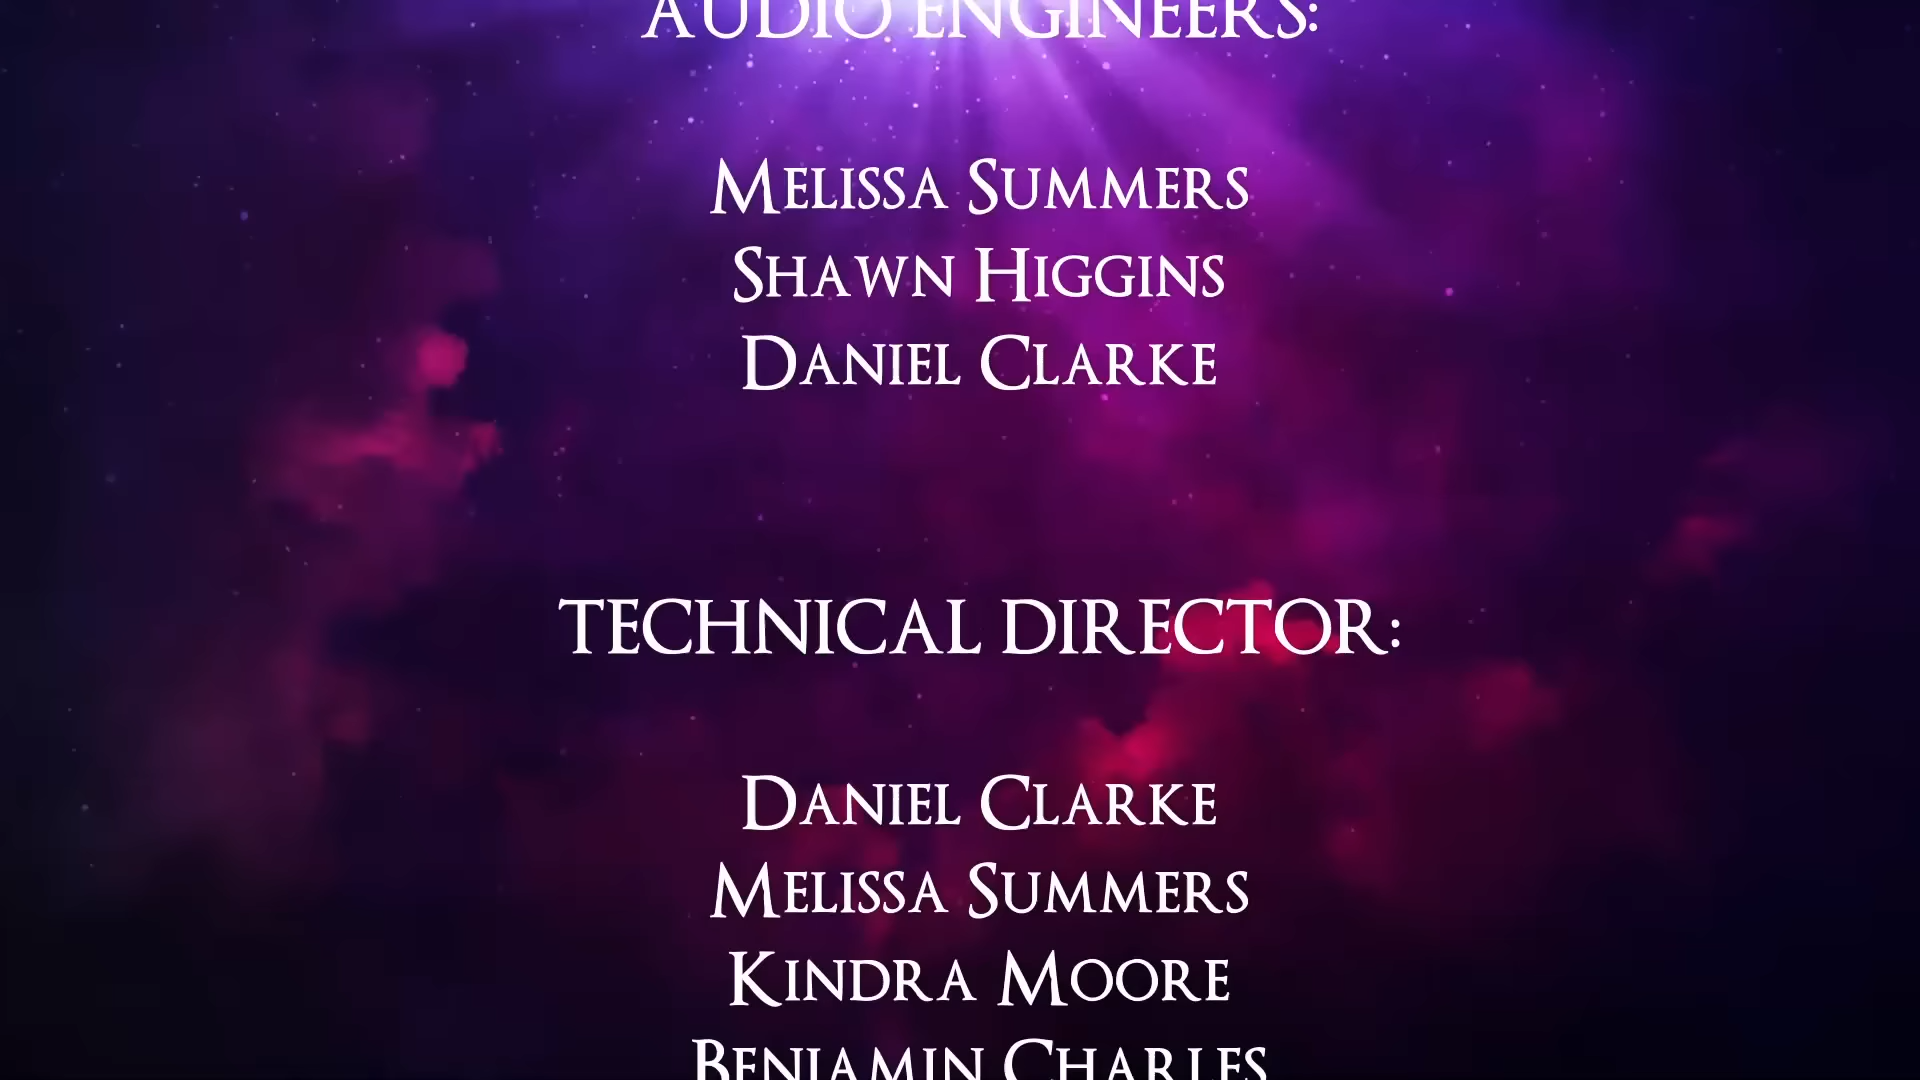 AUDIO ENGINEERS:
MELISSA SUMMERS
SHAWN HIGGINS
DANIEL CLARKE
TECHNICAL DIRECTOR:
DANIEL CLARKE
MELISSA SUMMERS
KINDRA MOORE
BENJAMIN CHARLES